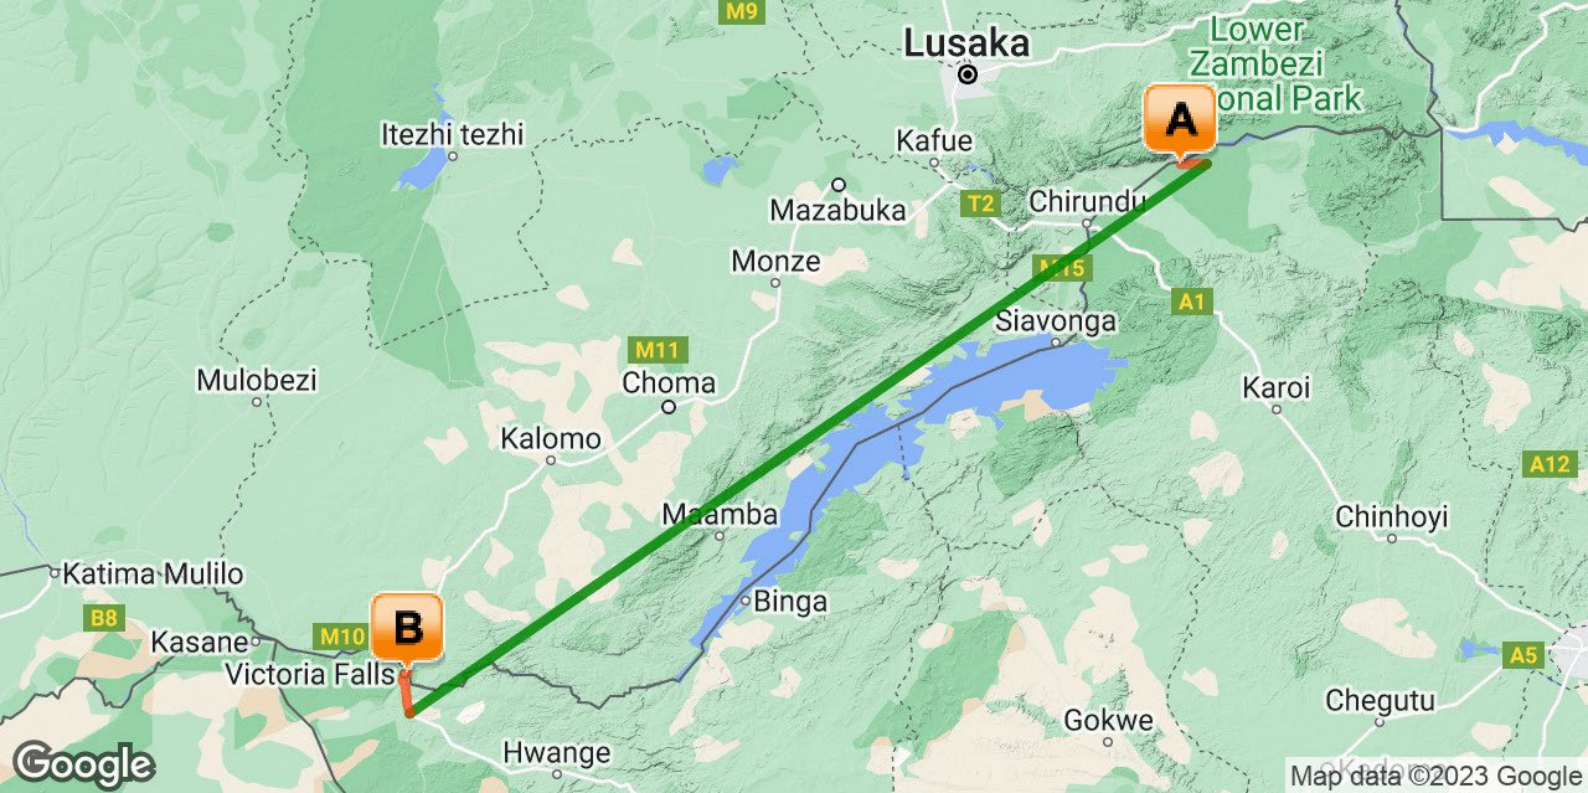 M9
Lusaka
Lower
Zambezi
onal Park
A
Itezhi tezhi
Kafue
Mazabuka
T2
Chirundu
Monze
M15
A1
Siavonga
M11
Mulobezi
Choma
Karoi
Kalomo
A12
Maamba
Chinhoyi
Katima Mulilo
Binga
B8
B
Kasane
M10
A5
Victoria Falls
Chegutu
Gokwe
Hwange
Google
Map data ©2023 Google